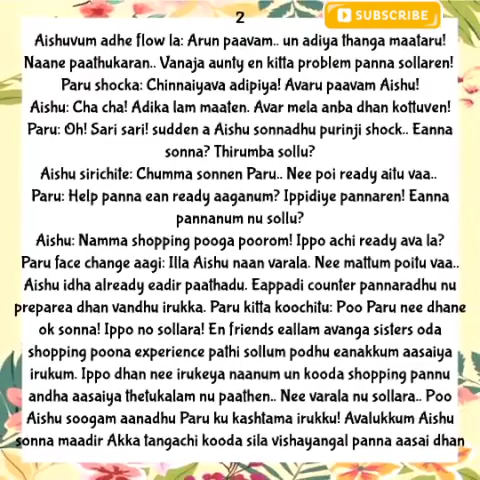 2
SUBSCRIBE
Aishuvum adhe flow la: Arun paavam.. un adiya thanga maataru!
Naane paathukaran.. Vanaja aunty en kitta problem panna sollaren!
Paru shocka: Chinnaiyava adipiya! Avaru paavam Aishu!
Aishu: Cha cha! Adika lam maaten. Avar mela anba dhan kottuven!
Paru: Oh! Sari sari! sudden a Aishu sonnadhu purinji shock.. Eanna
sonna? Thirumba sollu?
Aishu sirichite: Chumma sonnen Paru.. Nee poi ready aitu vaa..
Paru: Help panna ean ready aaganum? Ippidiye pannaren! Eanna
pannanum nu sollu?
Aishu: Namma shopping pooga poorom! Ippo achi ready ava la?
Paru face change aagi: Illa Aishu naan varala. Nee mattum poitu vaa..
Aishu idha already eadir paathadu. Eappadi counter pannaradhu nu
preparea dhan vandhu irukka. Paru kitta koochitu: Poo Paru nee dhane
ok sonna! Ippo no sollara! En friends eallam avanga sisters oda
shopping poona experience pathi sollum podhu eanakkum aasaiya
irukum. Ippo dhan nee irukeya naanum un kooda shopping pannu
andha aasaiya thetukalam nu paathen.. Nee varala nu sollara.. Poo
Aishu soogam aanadhu Paru ku kashtama irukku! Avalukkum Aishu
sonna maadir Akka tangachi kooda sila vishayangal panna aasai dhan